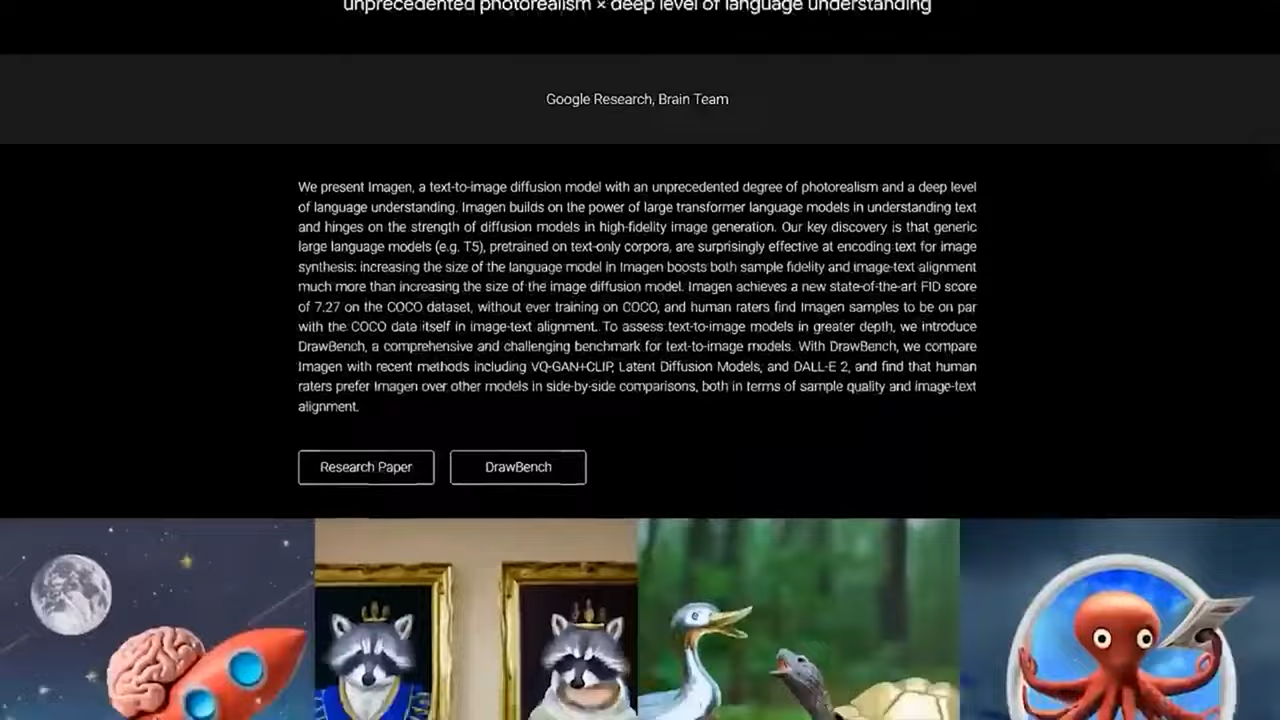 unprecedented photorealism × deep level of language understanding
Google Research, Brain Team
We present Imagen, a text-to-image diffusion model with an unprecedented degree of photorealism and a deep level
of language understanding. Imagen builds on the power of large transformer language models in understanding text
and hinges on the strength of diffusion models in high-fidelity image generation. Our key discovery is that generic
large language models (e.g. T5), pretrained on text-only corpora, are surprisingly effective at encoding text for image
synthesis: increasing the size of the language model in Imagen boosts both sample fidelity and image-text alignment
much more than increasing the size of the image diffusion model. Imagen achieves a new state-of-the-art FID score
of 7.27 on the COCO dataset, without ever training on COCO, and human raters find Imagen samples to be on par
with the COCO data itself in image-text alignment. To assess text-to-image models in greater depth, we introduce
DrawBench, a comprehensive and challenging benchmark for text-to-image models. With DrawBench, we compare
Imagen with recent methods including VQ-GAN+CLIP, Latent Diffusion Models, and DALL-E 2, and find that human
raters prefer Imagen over other models in side-by-side comparisons, both in terms of sample quality and image-text
alignment.
Research Paper
DrawBench